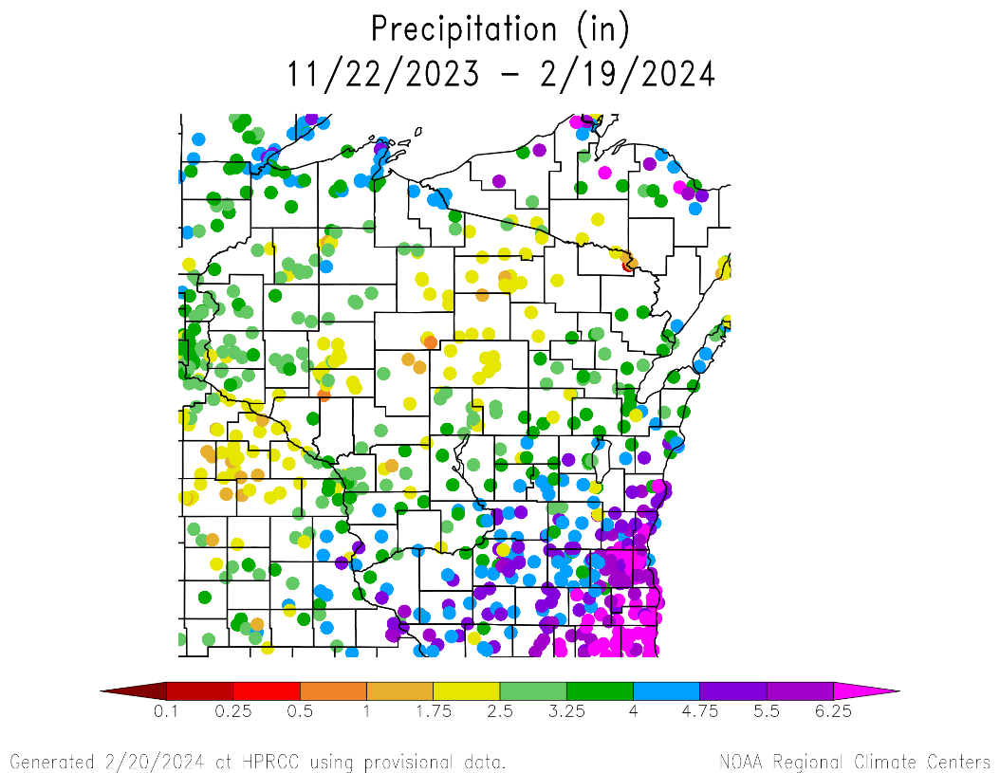 Precipitation (in)
11/22/2023 – 2/19/2024
0.1 0.25 0.5 1 1.75 2.5 3.25 4 4.75 5.5 6.25
Generated 2/20/2024 at HPRCC using provisional data. NOAA Regional Climate Centers